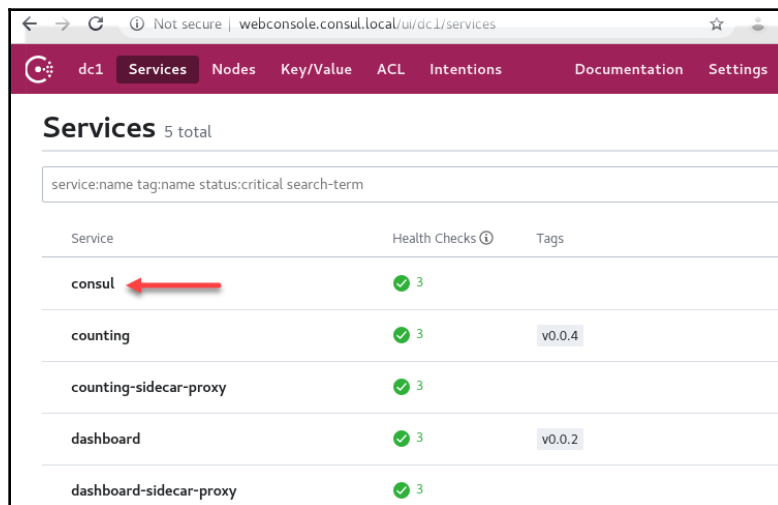 Not secure | webconsole.consul.local/ui/dc1/services
dc1 Services Nodes Key/Value ACL Intentions Documentation Settings
Services 5 total
service:name tag:name status:critical search-term
Service Health Checks Tags
consul 3
counting 3 v0.0.4
counting-sidecar-proxy 3
dashboard 3 v0.0.2
dashboard-sidecar-proxy 3